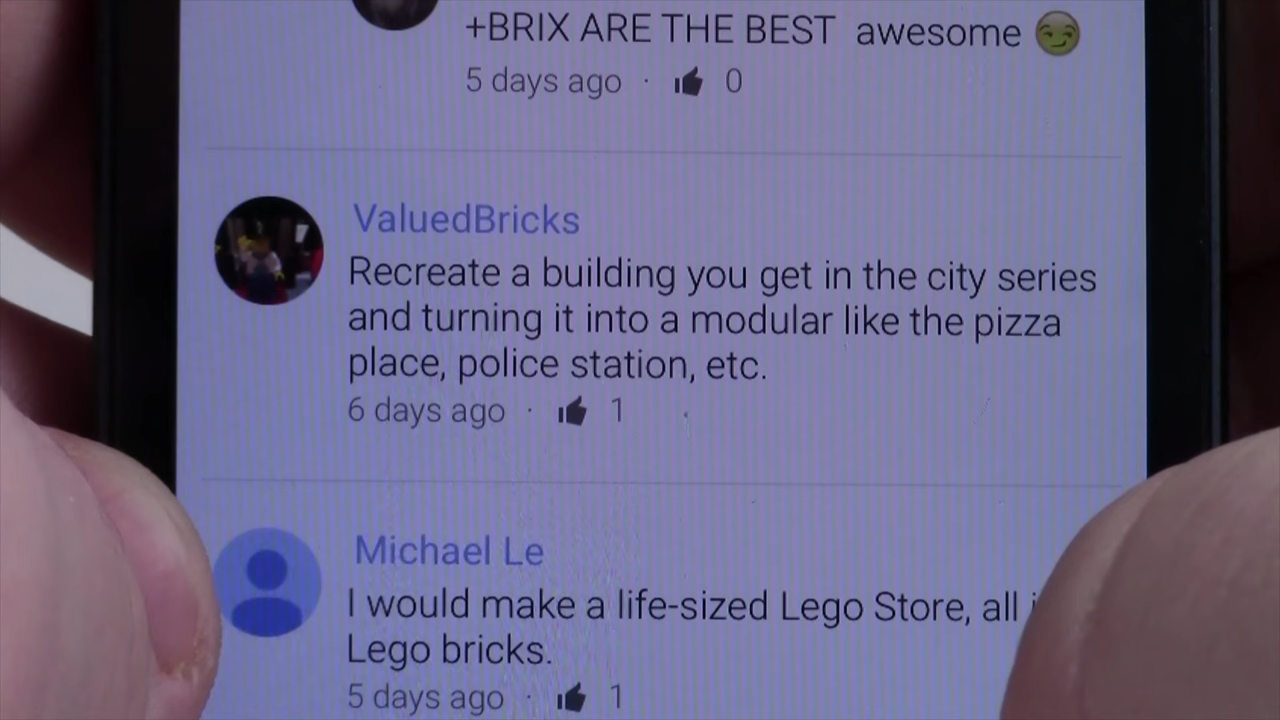 +BRIX ARE THE BEST awesome 😏
5 days ago · 0
ValuedBricks
Recreate a building you get in the city series
and turning it into a modular like the pizza
place, police station, etc.
6 days ago · 1
Michael Le
I would make a life-sized Lego Store, all
Lego bricks.
5 days ago · 1